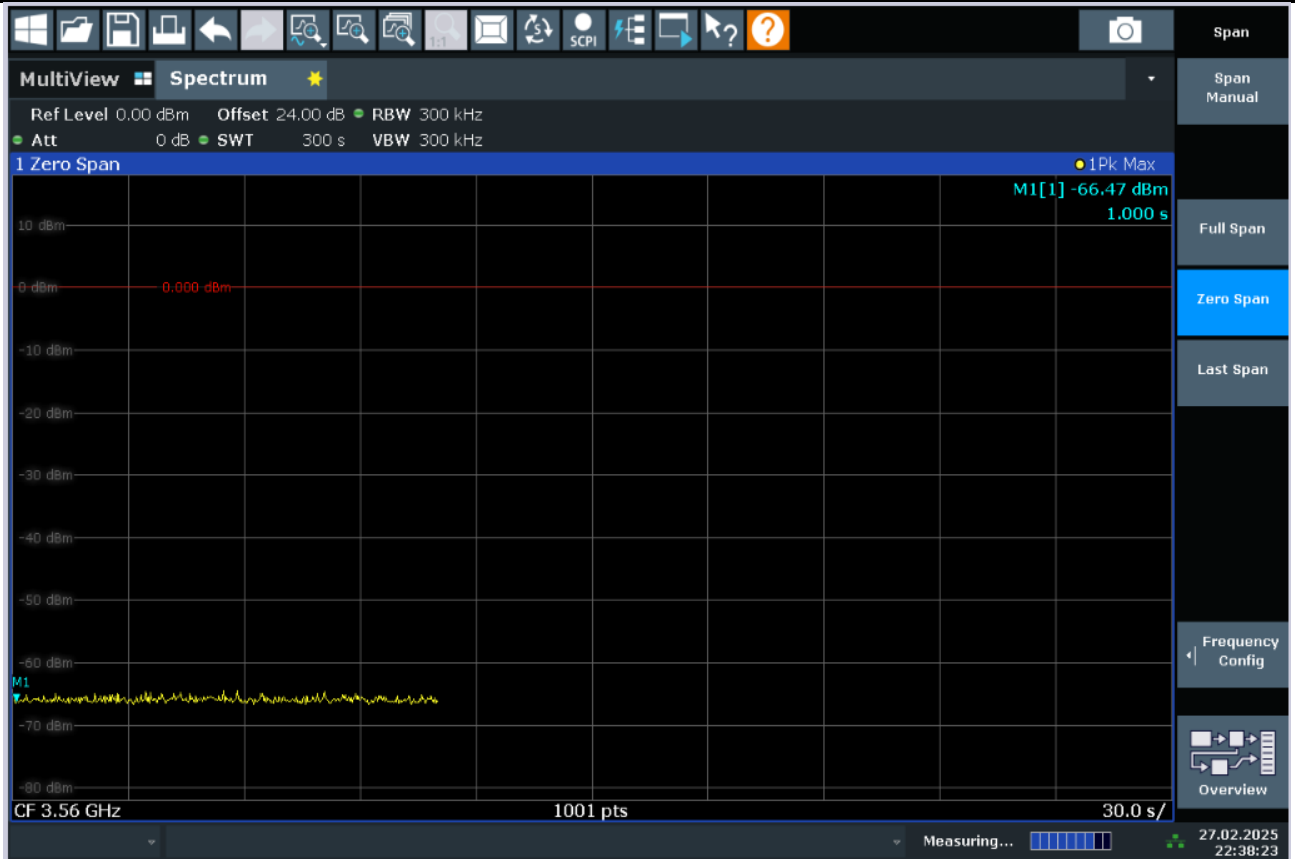 1:1
SCPI
Span
MultiView
Spectrum
Span
Manual
Ref Level 0.00 dBm Offset 24.00 dB RBW 300 kHz
Att 0 dB SWT 300 s VBW 300 kHz
1 Zero Span
1Pk Max
M1[1] -66.47 dBm
1.000 s
10 dBm
Full Span
0 dBm
0.000 dBm
Zero Span
-10 dBm
Last Span
-20 dBm
-30 dBm
-40 dBm
-50 dBm
Frequency
Config
-60 dBm
M1
-70 dBm
-80 dBm
Overview
CF 3.56 GHz
1001 pts
30.0 s/
Measuring...
27.02.2025
22:38:23